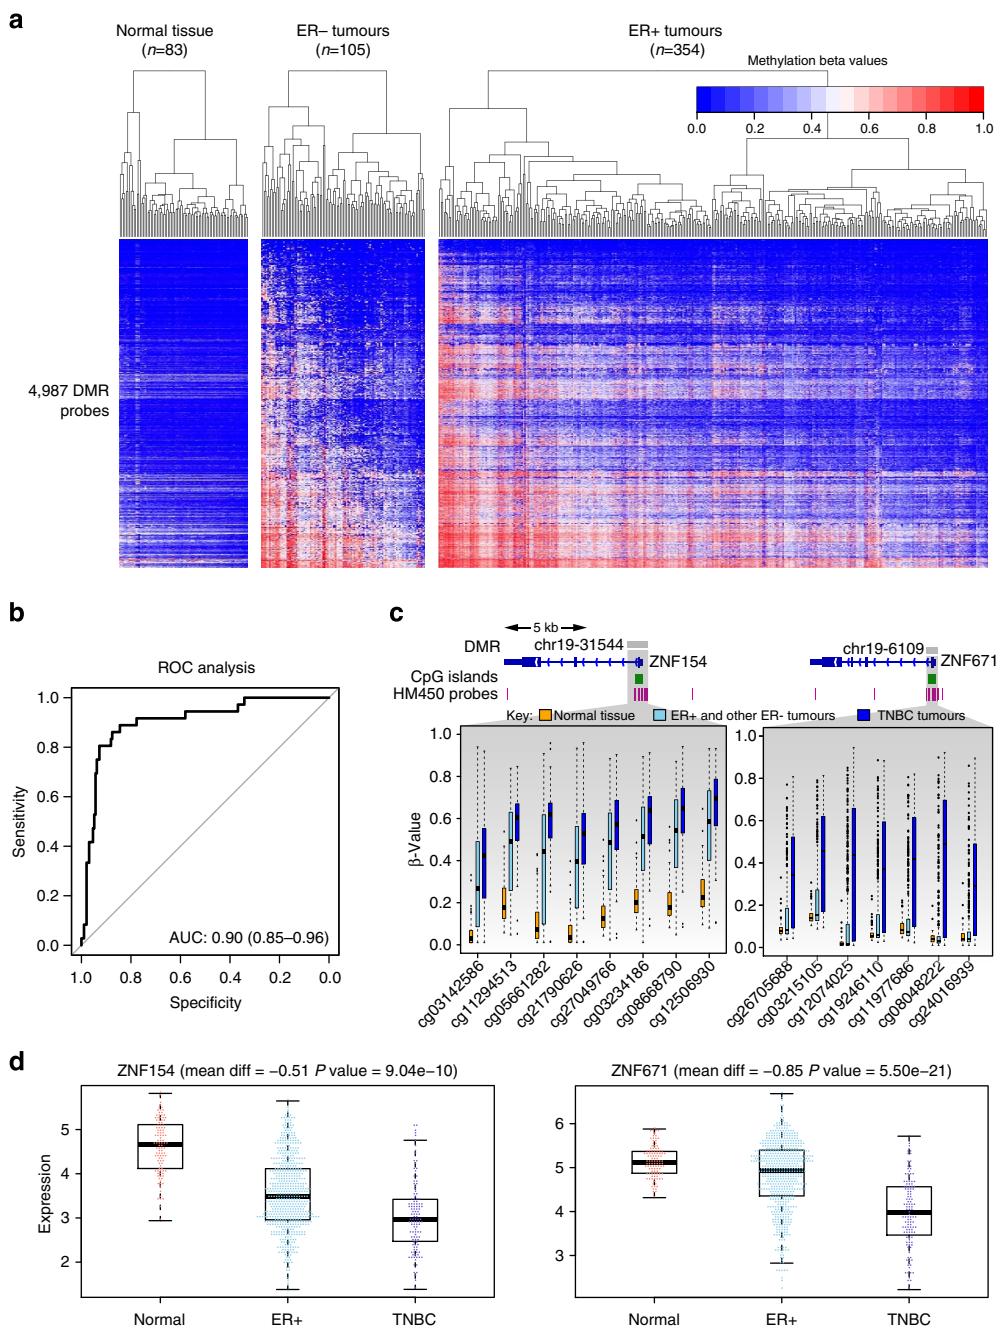 a
Normal tissue
(n=83)
ER– tumours
(n=105)
ER+ tumours
(n=354)
Methylation beta values
0.0 0.2 0.4 0.6 0.8 1.0
4,987 DMR
probes
b
ROC analysis
Sensitivity
1.0
0.8
0.6
0.4
0.2
0.0
AUC: 0.90 (0.85–0.96)
1.0 0.8 0.6 0.4 0.2 0.0
Specificity
c
5 kb
DMR
chr19-31544
ZNF154
chr19-6109
ZNF671
CpG islands
HM450 probes
Key: Normal tissue ER+ and other ER- tumours TNBC tumours
β-Value
1.0
0.8
0.6
0.4
0.2
0.0
cg03142586
cg11294513
cg05661282
cg21790626
cg27049766
cg03234186
cg08668790
cg12506930
1.0
0.8
0.6
0.4
0.2
0.0
cg26705688
cg03215105
cg12074025
cg19246110
cg11977686
cg08048222
cg24016939
d
ZNF154 (mean diff = –0.51 P value = 9.04e–10)
Expression
5
4
3
2
Normal ER+ TNBC
ZNF671 (mean diff = –0.85 P value = 5.50e–21)
6
5
4
3
Normal ER+ TNBC